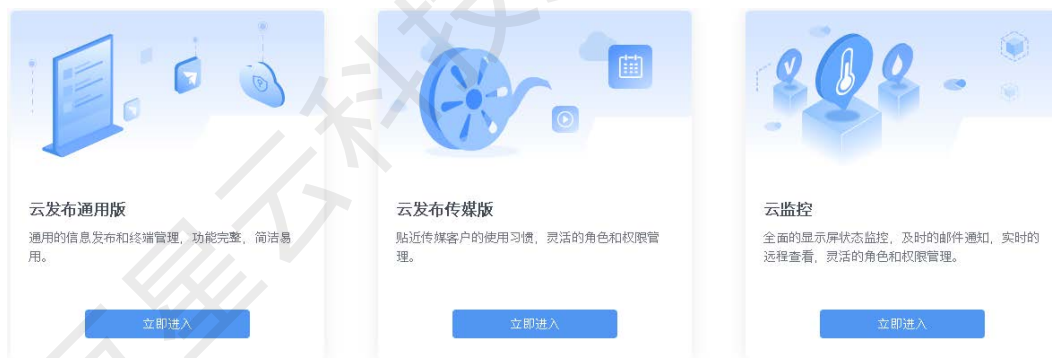 云发布通用版
通用的信息发布和终端管理，功能完整，简洁易
用。
立即进入
云发布传媒版
贴近传媒客户的使用习惯，灵活的角色和权限管
理。
立即进入
云监控
全面的显示屏状态监控，及时的邮件通知，实时的
远程查看，灵活的角色和权限管理。
立即进入
星云科技